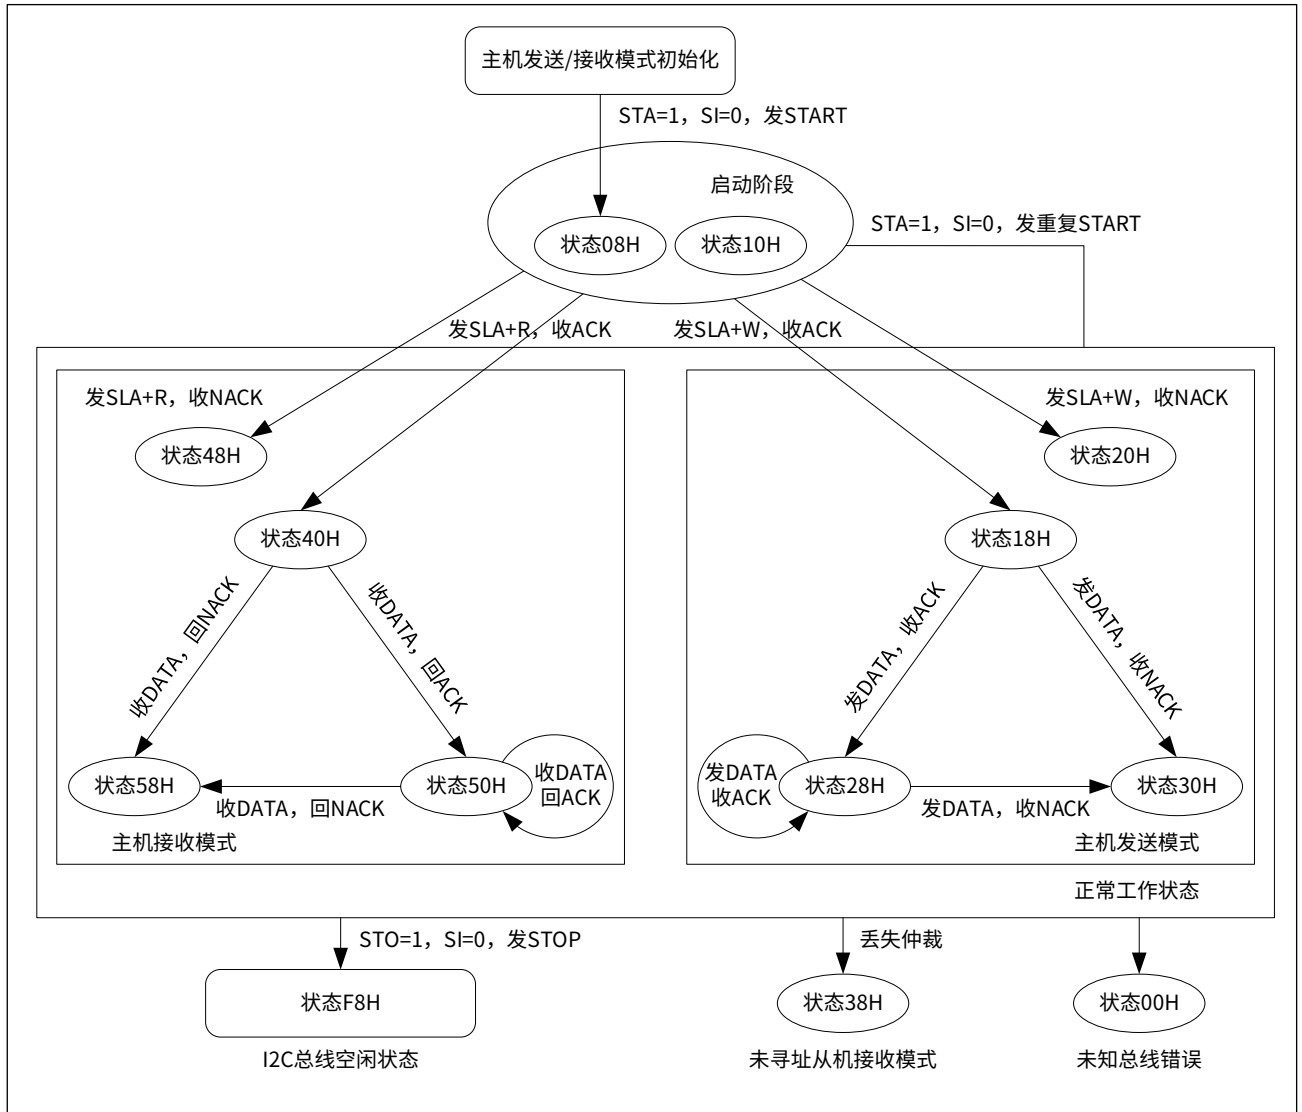 主机发送/接收模式初始化
STA=1，SI=0，发START
启动阶段
状态08H
状态10H
STA=1，SI=0，发重复START
发SLA+R，收ACK
发SLA+W，收ACK
发SLA+R，收NACK
发SLA+W，收NACK
状态48H
状态20H
状态40H
状态18H
收DATA，回NACK
收DATA，回ACK
发DATA，收ACK
发DATA，收NACK
状态58H
状态50H
收DATA
回ACK
收DATA，回NACK
主机接收模式
发DATA
收ACK
状态28H
状态30H
发DATA，收NACK
主机发送模式
正常工作状态
STO=1，SI=0，发STOP
丢失仲裁
状态F8H
状态38H
状态00H
I2C总线空闲状态
未寻址从机接收模式
未知总线错误